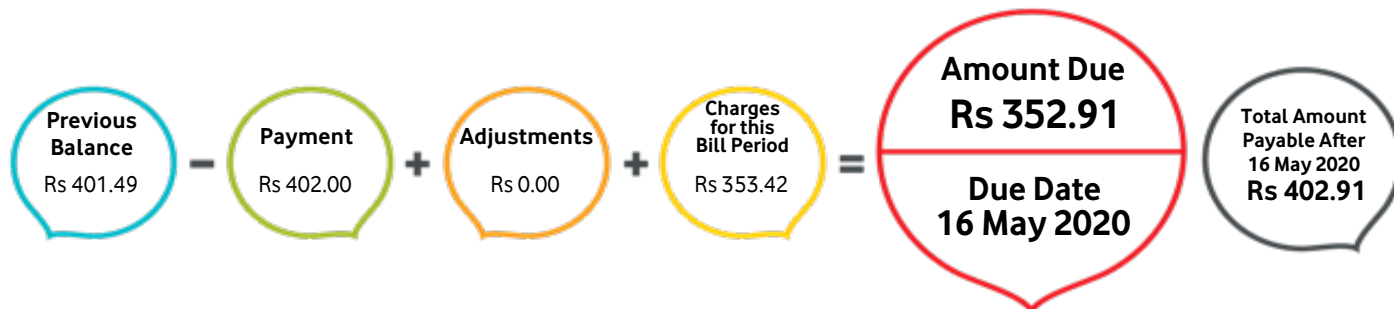 Previous
Balance
Rs 401.49
-
Payment
Rs 402.00
+
Adjustments
Rs 0.00
+
Charges
for this
Bill Period
Rs 353.42
=
Amount Due
Rs 352.91
Due Date
16 May 2020
Total Amount
Payable After
16 May 2020
Rs 402.91